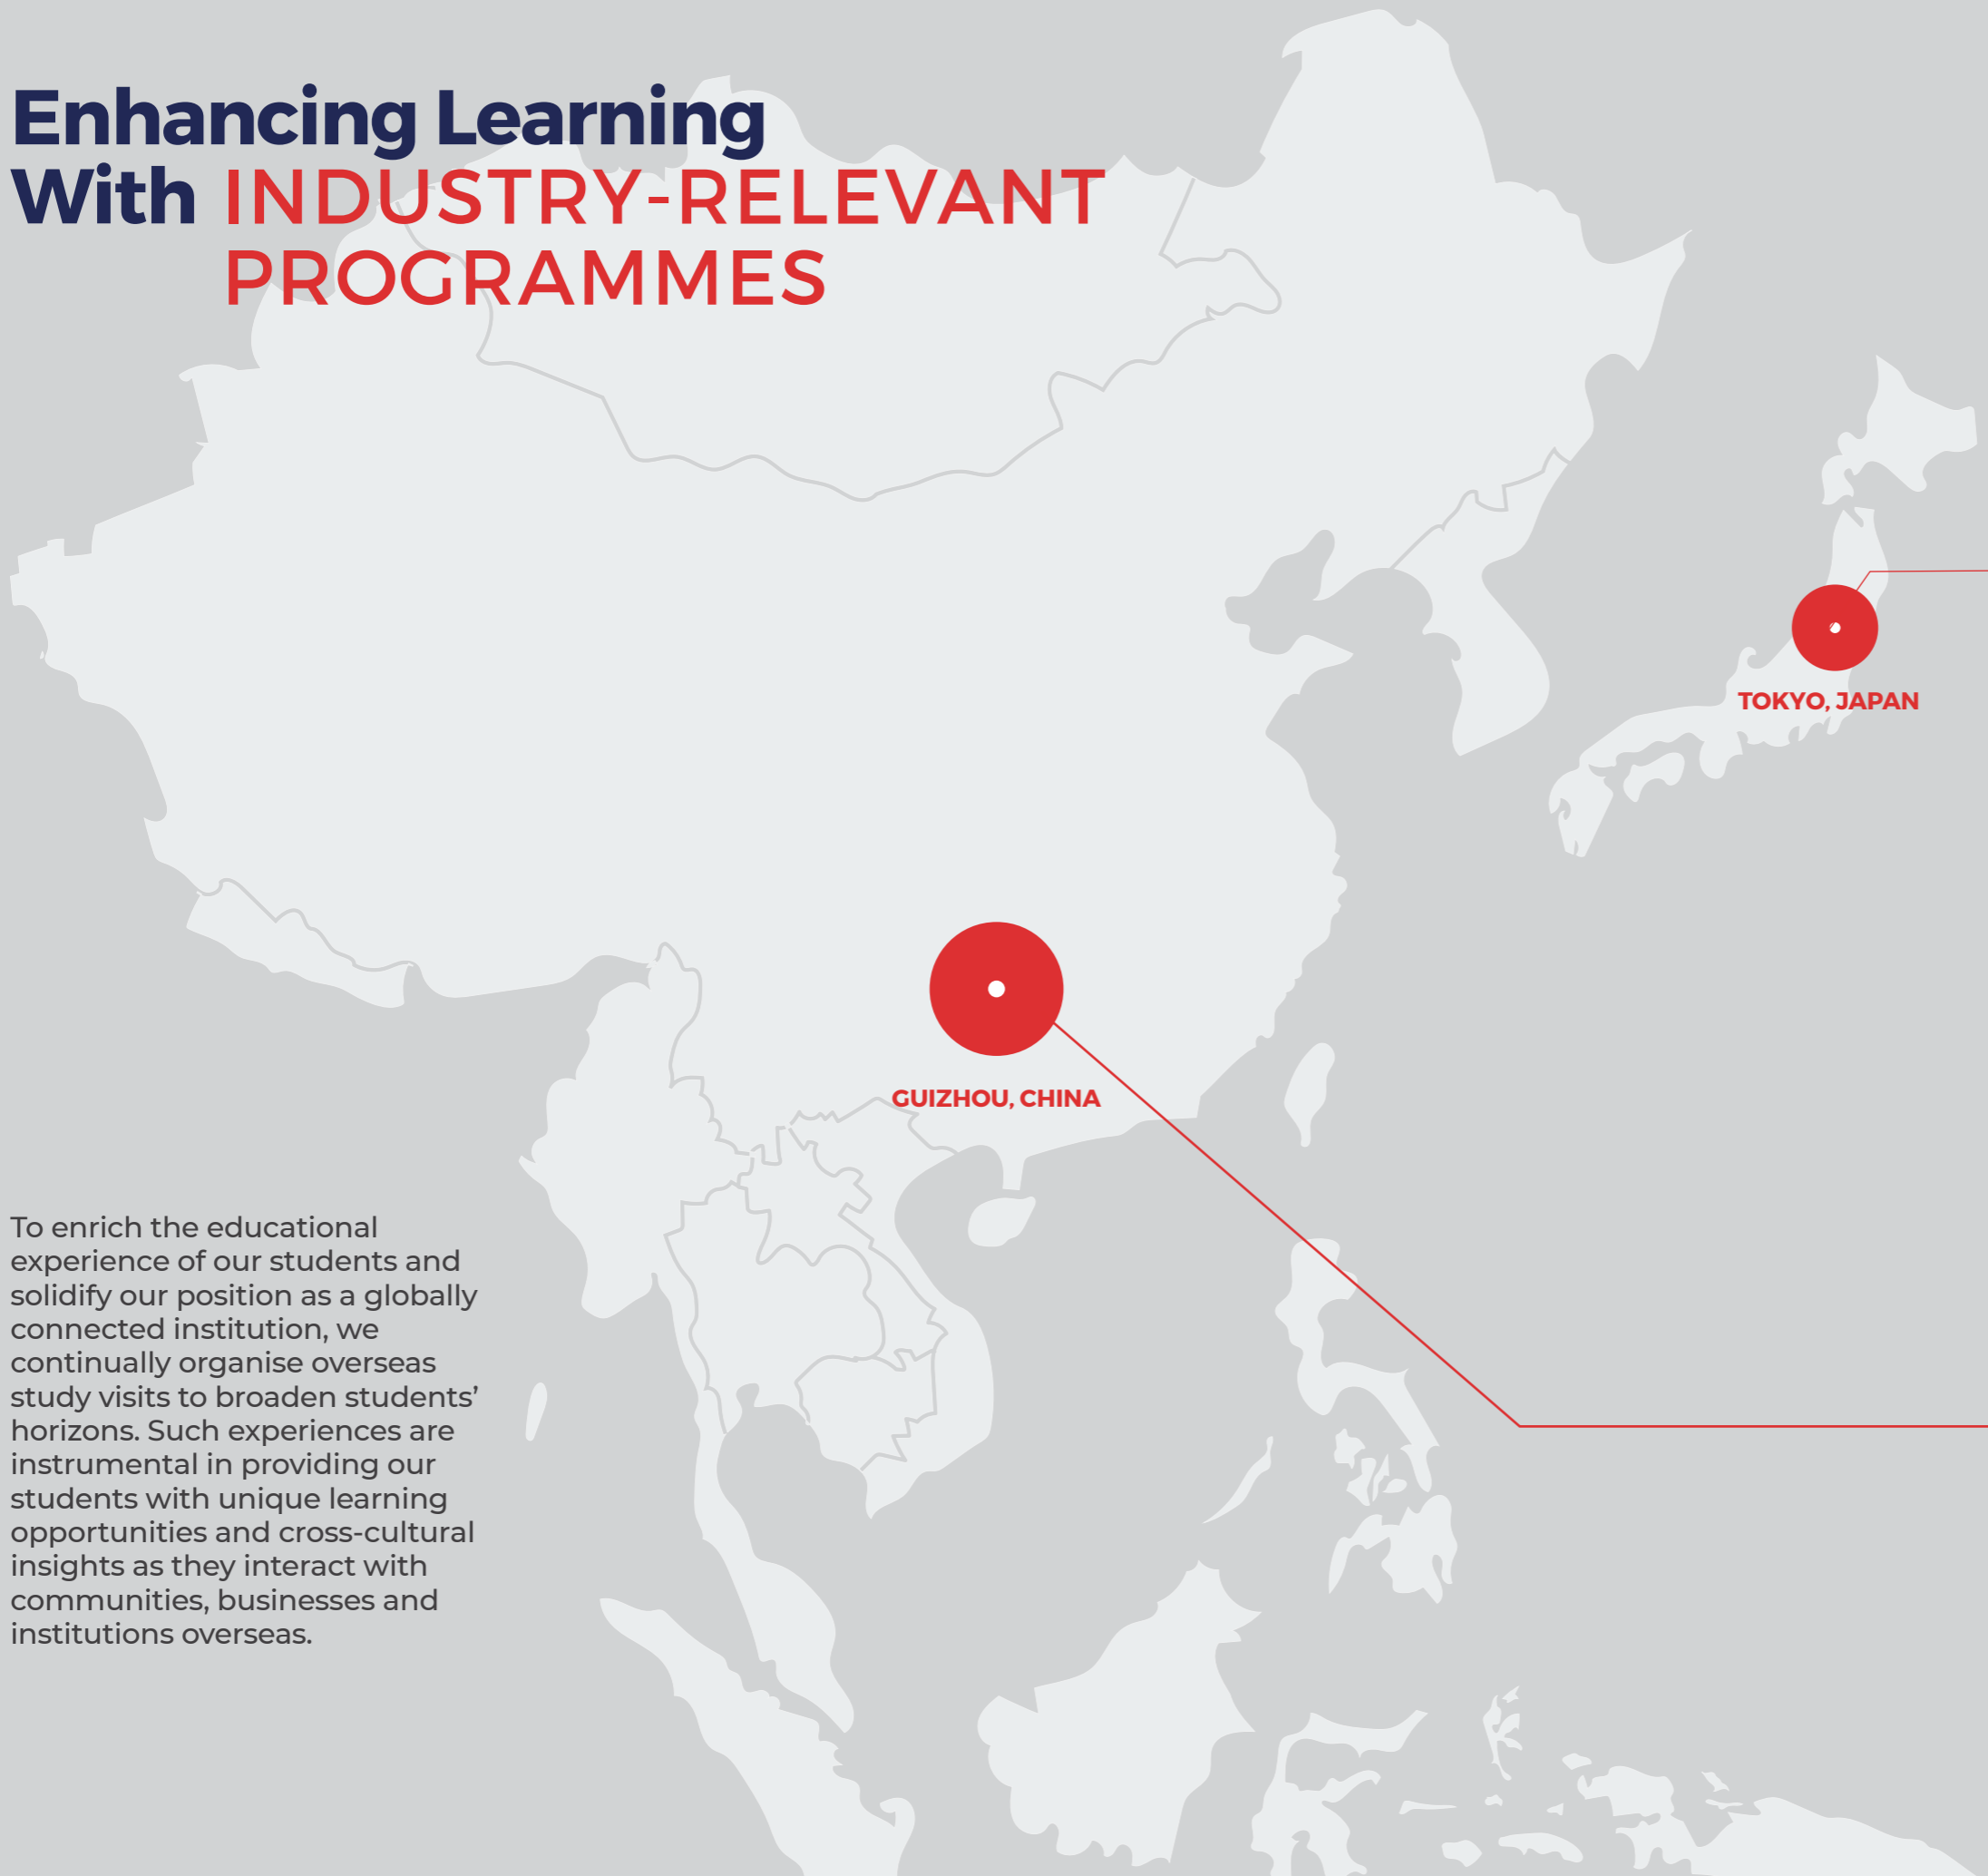 Enhancing Learning
With INDUSTRY-RELEVANT
PROGRAMMES
TOKYO, JAPAN
GUIZHOU, CHINA
To enrich the educational
experience of our students and
solidify our position as a globally
connected institution, we
continually organise overseas
study visits to broaden students’
horizons. Such experiences are
instrumental in providing our
students with unique learning
opportunities and cross-cultural
insights as they interact with
communities, businesses and
institutions overseas.